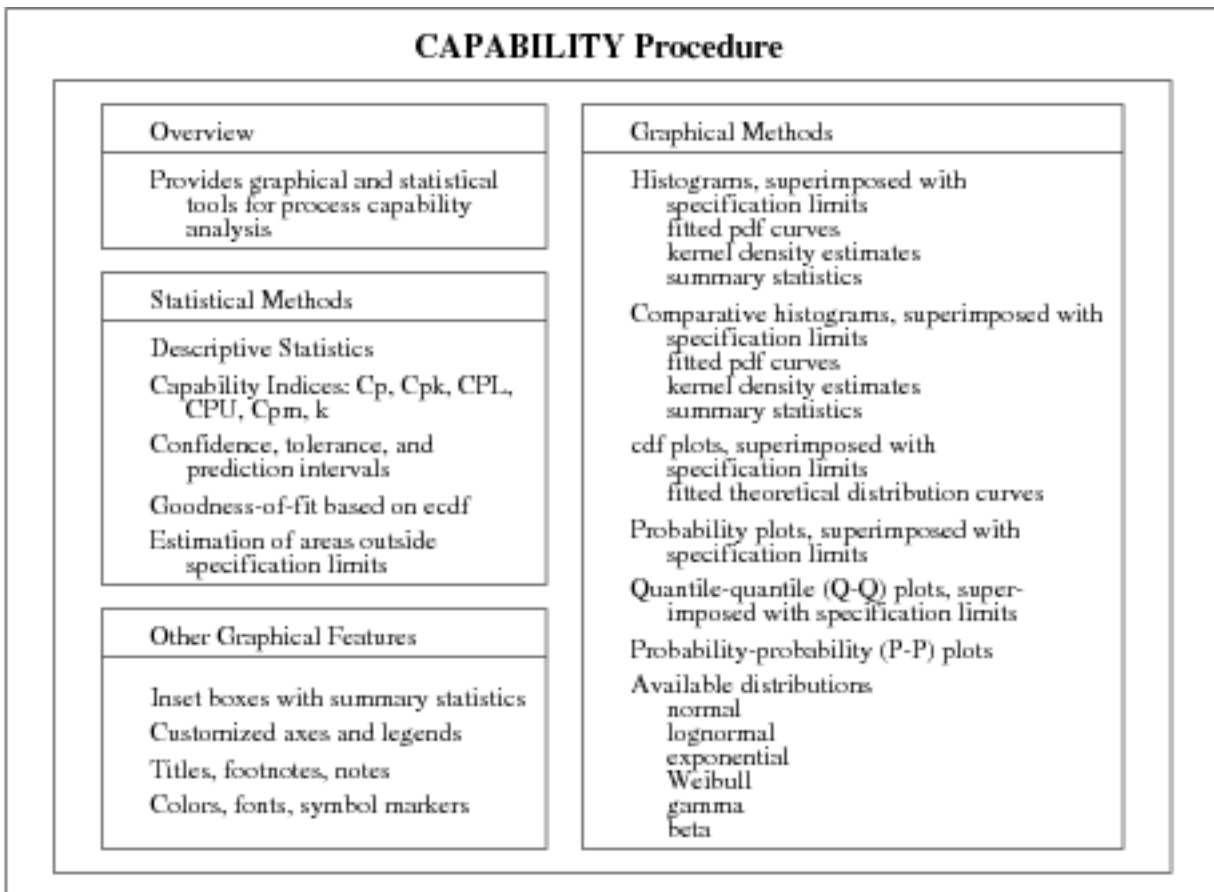 CAPABILITY Procedure
Overview
Provides graphical and statistical
tools for process capability
analysis
Statistical Methods
Descriptive Statistics
Capability Indices: Cp, Cpk, CPL,
CPU, Cpm, k
Confidence, tolerance, and
prediction intervals
Goodness-of-fit based on ecdf
Estimation of areas outside
specification limits
Other Graphical Features
Inset boxes with summary statistics
Customized axes and legends
Titles, footnotes, notes
Colors, fonts, symbol markers
Graphical Methods
Histograms, superimposed with
specification limits
fitted pdf curves
kernel density estimates
summary statistics
Comparative histograms, superimposed with
specification limits
fitted pdf curves
kernel density estimates
summary statistics
cdf plots, superimposed with
specification limits
fitted theoretical distribution curves
Probability plots, superimposed with
specification limits
Quantile-quantile (Q-Q) plots, super-
imposed with specification limits
Probability-probability (P-P) plots
Available distributions
normal
lognormal
exponential
Weibull
gamma
beta